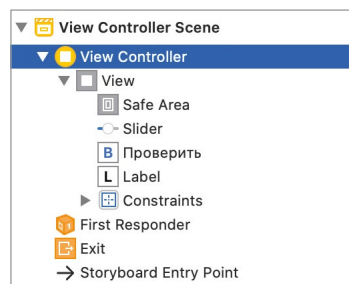 View Controller Scene
View Controller
View
Safe Area
Slider
B Проверить
L Label
Constraints
First Responder
Exit
Storyboard Entry Point